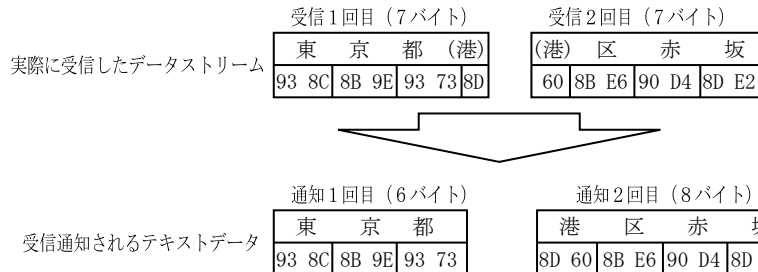 受信1回目（7バイト）
受信2回目（7バイト）
実際に受信したデータストリーム
東 京 都 (港)
93 8C 8B 9E 93 73 8D
(港) 区 赤 坂
60 8B E6 90 D4 8D E2
通知1回目（6バイト）
通知2回目（8バイト）
受信通知されるテキストデータ
東 京 都
93 8C 8B 9E 93 73
港 区 赤
8D 60 8B E6 90 D4 8D